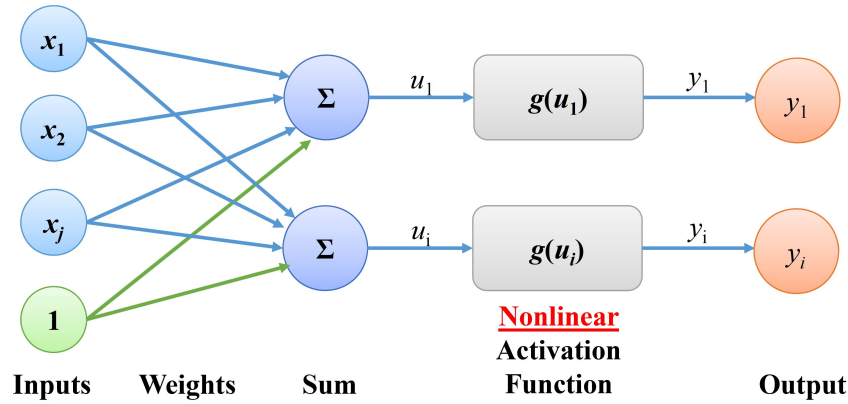 x1
Σ
u1
g(u1)
y1
y1
x2
xj
Σ
ui
g(ui)
yi
yi
1
Nonlinear
Activation
Function
Inputs
Weights
Sum
Output